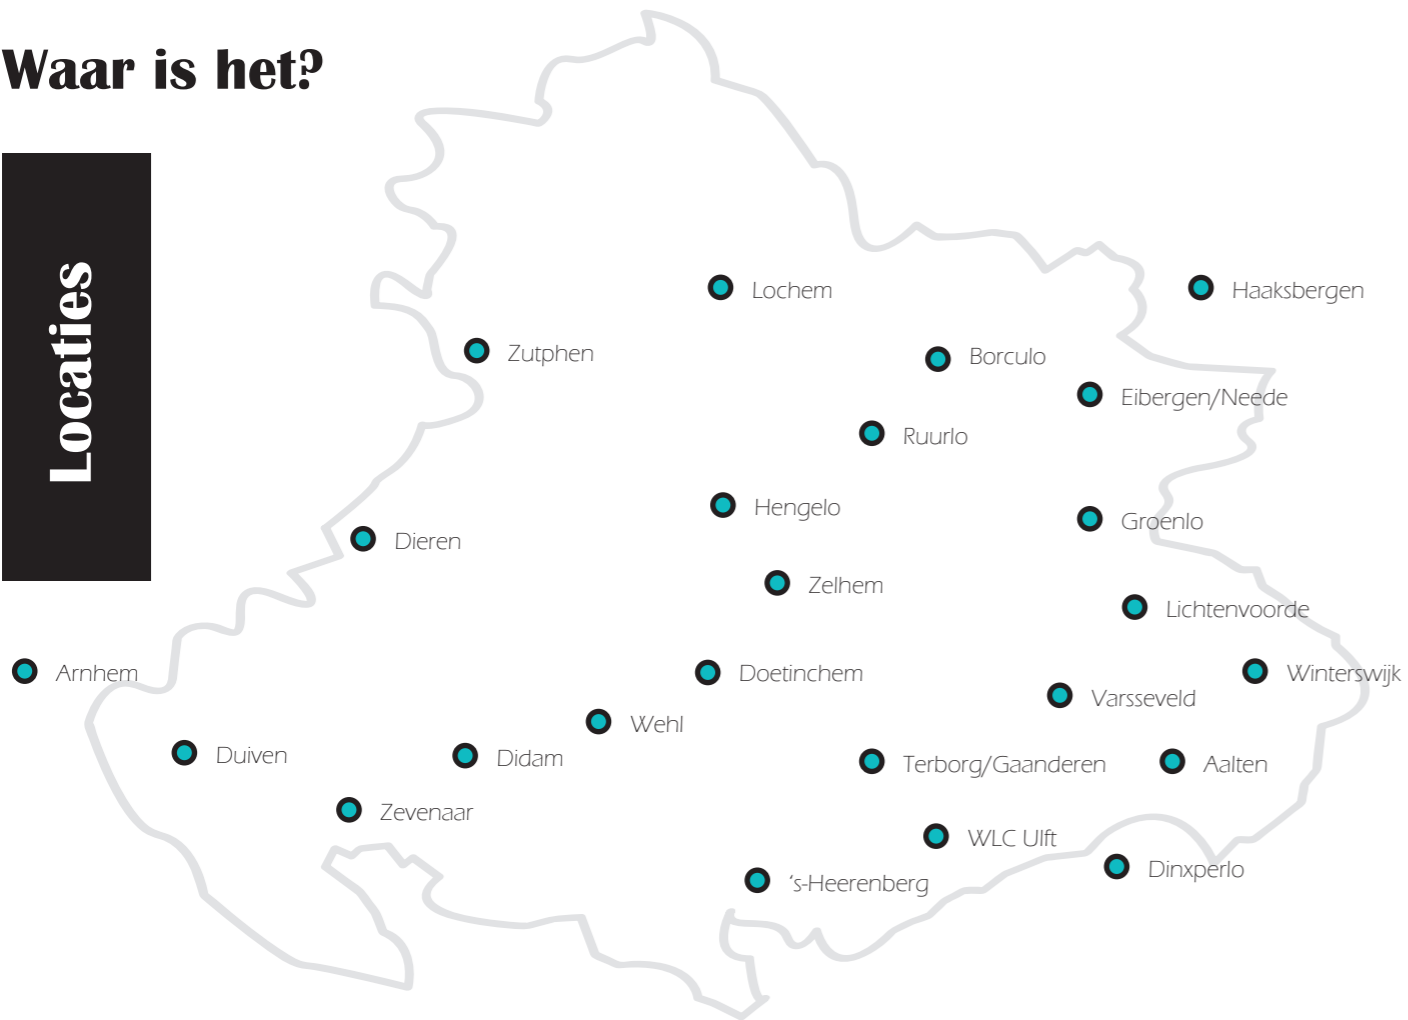 Waar is het?
Locaties
Lochem
Haaksbergen
Zutphen
Borculo
Eibergen/Neede
Ruurlo
Hengelo
Groenlo
Dieren
Zelhem
Lichtenvoorde
Arnhem
Doetinchem
Winterswijk
Varsseveld
Wehl
Duiven
Didam
Terborg/Gaanderen
Aalten
Zevenaar
WLC Ulft
Dinxperlo
‘s-Heerenberg